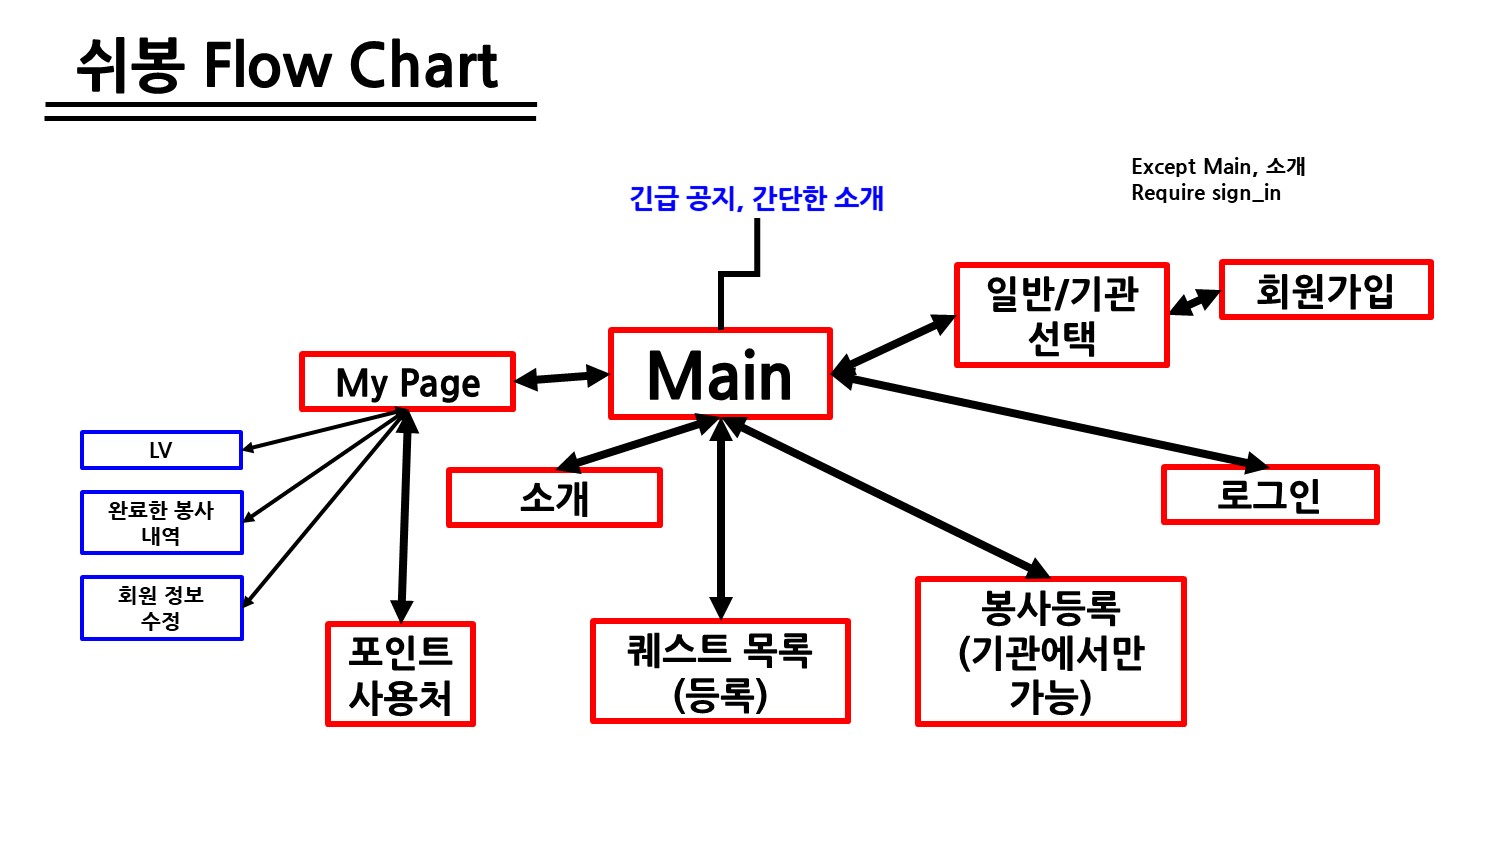 쉬봉 Flow Chart
Except Main, 소개
Require sign_in
긴급 공지, 간단한 소개
일반/기관
선택
회원가입
Main
My Page
LV
완료한 봉사
내역
회원 정보
수정
소개
로그인
포인트
사용처
퀘스트 목록
(등록)
봉사등록
(기관에서만
가능)